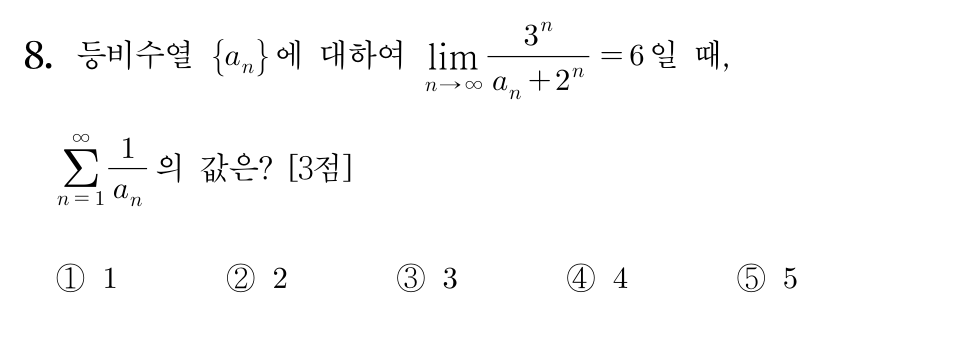 8. 등비수열 {aₙ}에 대하여 lim_{n→∞} 3ⁿ/(aₙ+2ⁿ) = 6일 때,
∑_{n=1}^{∞} 1/aₙ 의 값은? [3점]
① 1 ② 2 ③ 3 ④ 4 ⑤ 5